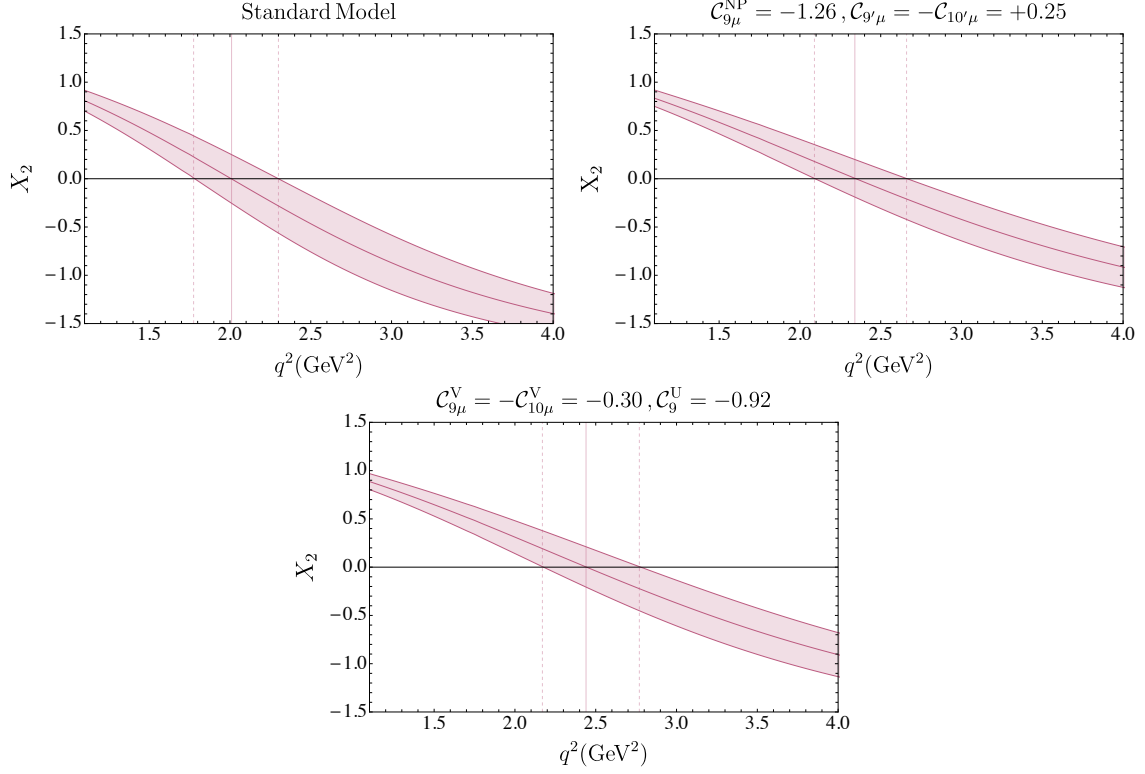 Standard Model
1.5
1.0
0.5
0.0
−0.5
−1.0
−1.5
X₂
1.5 2.0 2.5 3.0 3.5 4.0
q²(GeV²)
𝒞₉μᴺᴾ = −1.26 , 𝒞₉′μ = −𝒞₁₀′μ = +0.25
1.5
1.0
0.5
0.0
−0.5
−1.0
−1.5
X₂
1.5 2.0 2.5 3.0 3.5 4.0
q²(GeV²)
𝒞₉μⱽ = −𝒞₁₀μⱽ = −0.30 , 𝒞₉ᵁ = −0.92
1.5
1.0
0.5
0.0
−0.5
−1.0
−1.5
X₂
1.5 2.0 2.5 3.0 3.5 4.0
q²(GeV²)